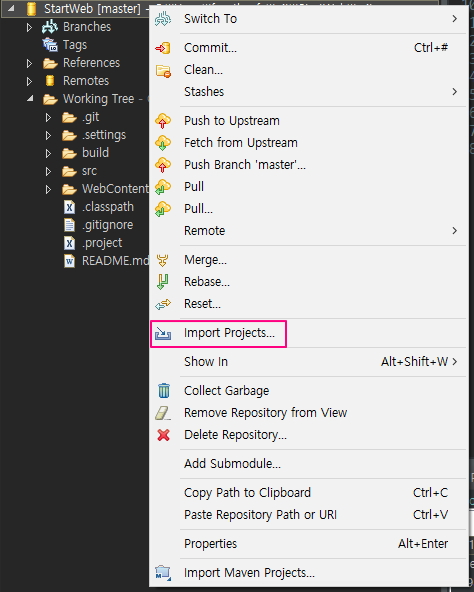 StartWeb [master] -
Branches
Tags
References
Remotes
Working Tree -
.git
.settings
build
src
WebContent
.classpath
.gitignore
.project
README.md
Switch To
Commit... Ctrl+#
Clean...
Stashes
Push to Upstream
Fetch from Upstream
Push Branch 'master'...
Pull
Pull...
Remote
Merge...
Rebase...
Reset...
Import Projects...
Show In Alt+Shift+W
Collect Garbage
Remove Repository from View
Delete Repository...
Add Submodule...
Copy Path to Clipboard Ctrl+C
Paste Repository Path or URI Ctrl+V
Properties Alt+Enter
Import Maven Projects...